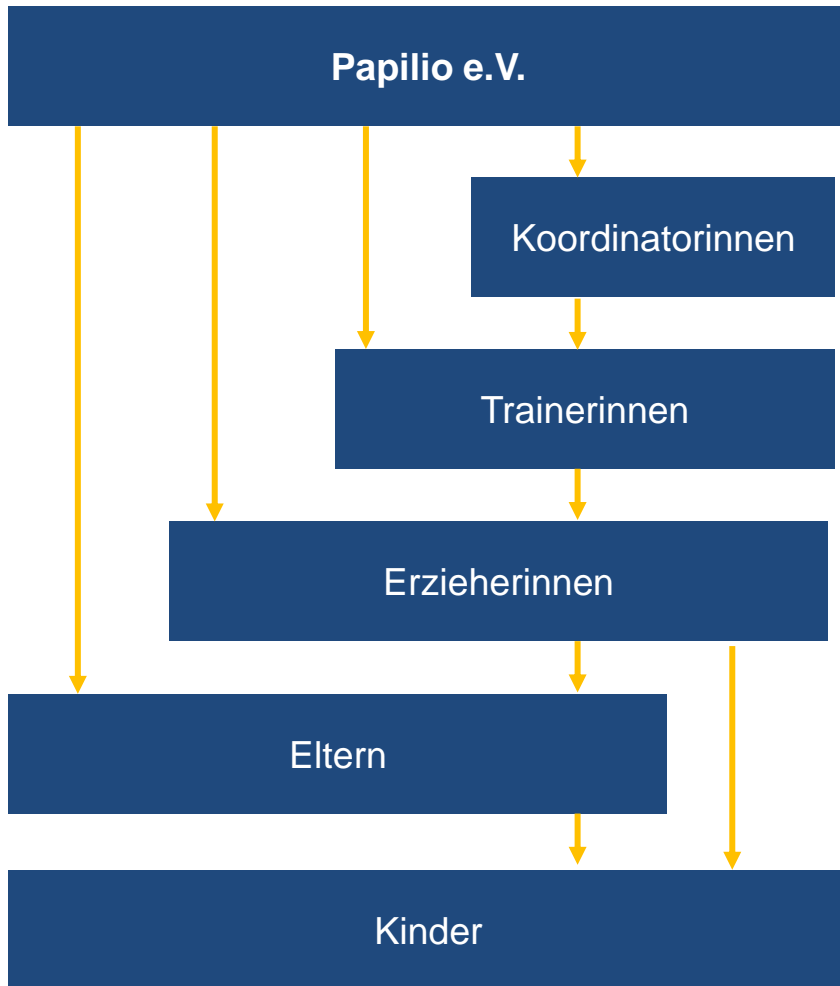 Papilio e.V.
Koordinatorinnen
Trainerinnen
Erzieherinnen
Eltern
Kinder